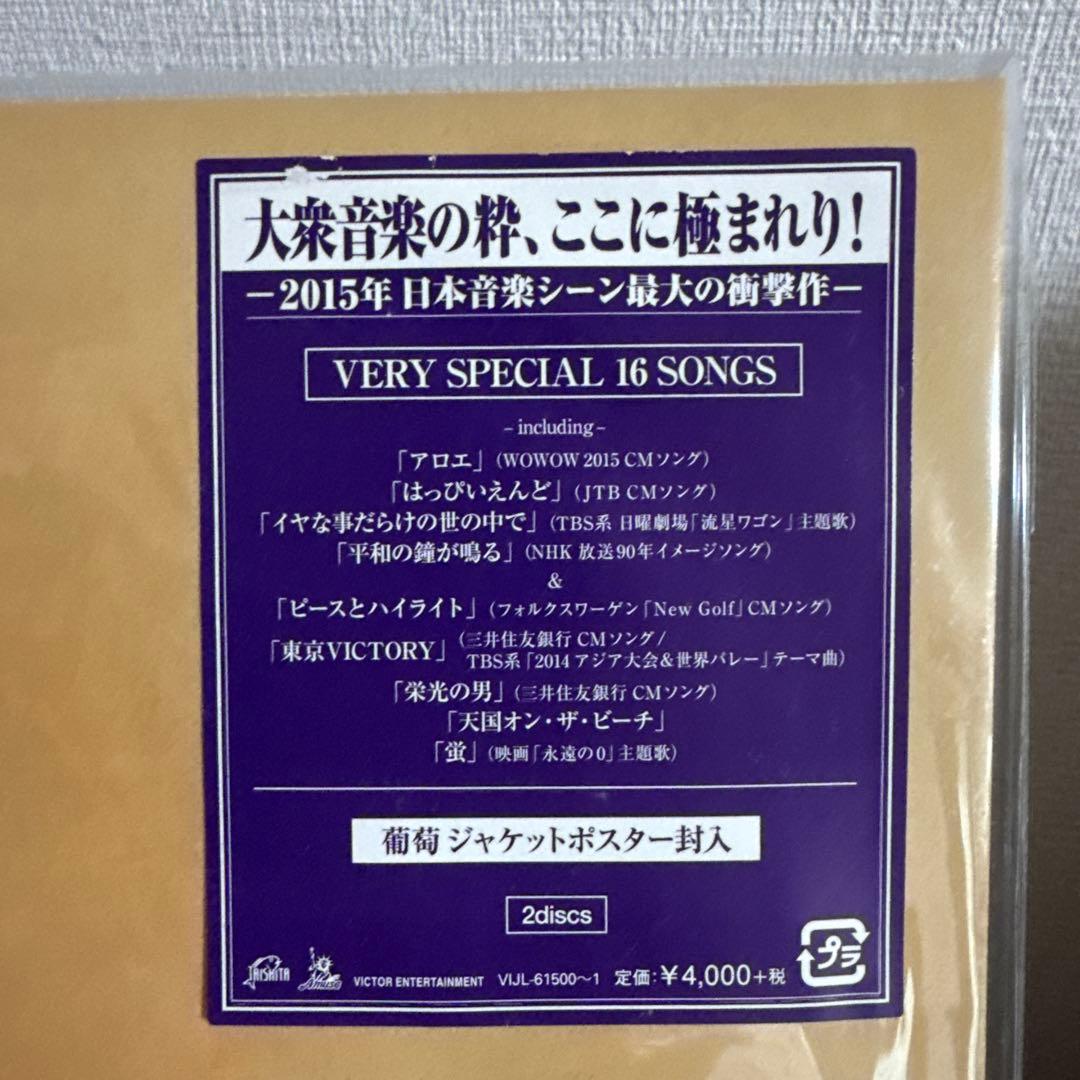 大衆音楽の粋、ここに極まれり!
−2015年 日本音楽シーン最大の衝撃作−
VERY SPECIAL 16 SONGS
– including –
「アロエ」(WOWOW 2015 CMソング)
「はっぴいえんど」(JTB CMソング)
「イヤな事だらけの世の中で」(TBS系 日曜劇場「流星ワゴン」主題歌)
「平和の鐘が鳴る」(NHK 放送90年イメージソング)
&
「ピースとハイライト」(フォルクスワーゲン「New Golf」CMソング)
「東京VICTORY」(三井住友銀行 CMソング/
TBS系「2014 アジア大会&世界バレー」テーマ曲)
「栄光の男」(三井住友銀行 CMソング)
「天国オン・ザ・ビーチ」
「蛍」(映画「永遠の0」主題歌)
葡萄 ジャケットポスター封入
2discs
プラ
TAISHITA Amuse VICTOR ENTERTAINMENT VIJL-61500〜1 定価:¥4,000+税